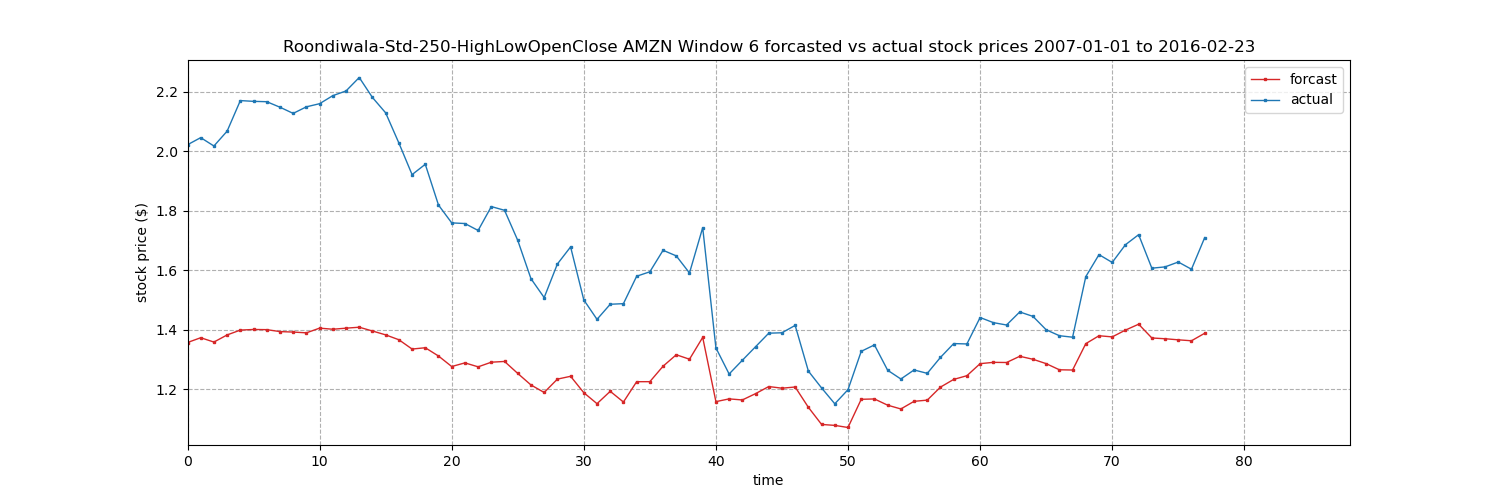 Roondiwala-Std-250-HighLowOpenClose AMZN Window 6 forcasted vs actual stock prices 2007-01-01 to 2016-02-23
forcast
actual
2.2
2.0
1.8
1.6
1.4
1.2
stock price ($)
0 10 20 30 40 50 60 70 80
time